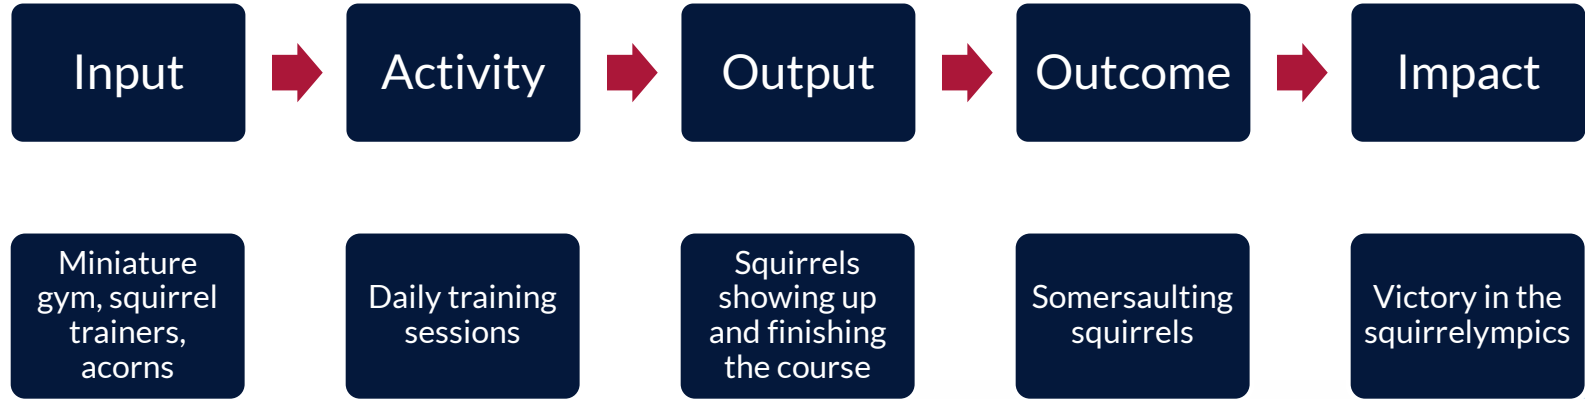 Input
Activity
Output
Outcome
Impact
Miniature
gym, squirrel
trainers,
acorns
Daily training
sessions
Squirrels
showing up
and finishing
the course
Somersaulting
squirrels
Victory in the
squirrelympics